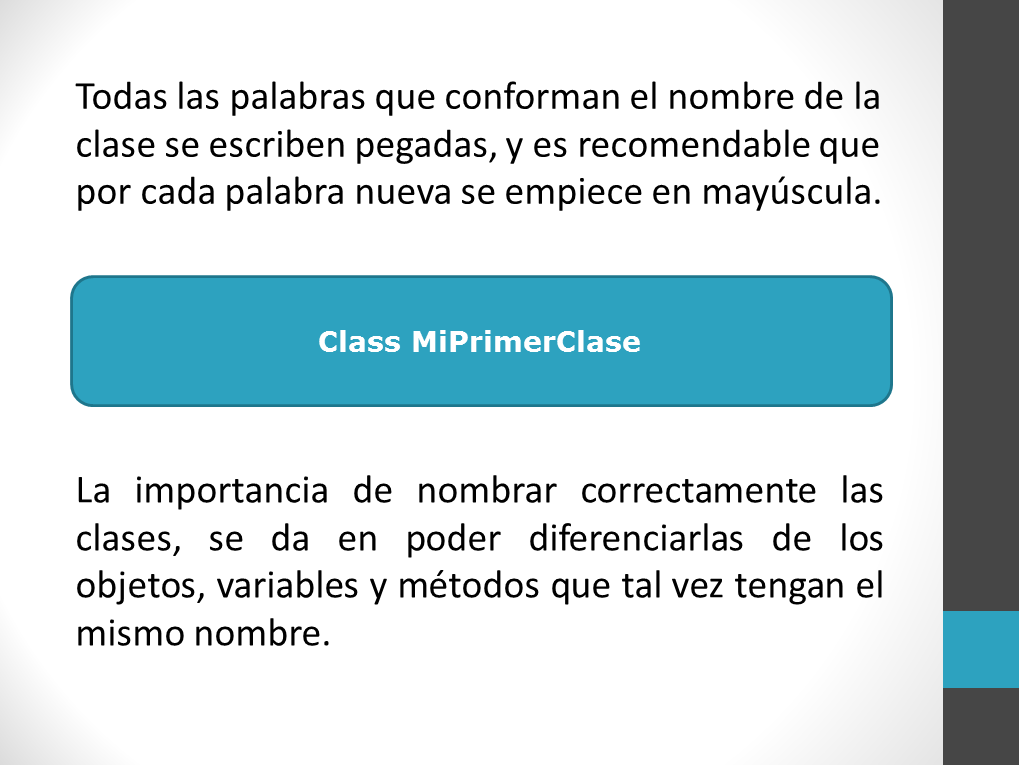 Todas las palabras que conforman el nombre de la
clase se escriben pegadas, y es recomendable que
por cada palabra nueva se empiece en mayúscula.
Class MiPrimerClase
La importancia de nombrar correctamente las
clases, se da en poder diferenciarlas de los
objetos, variables y métodos que tal vez tengan el
mismo nombre.